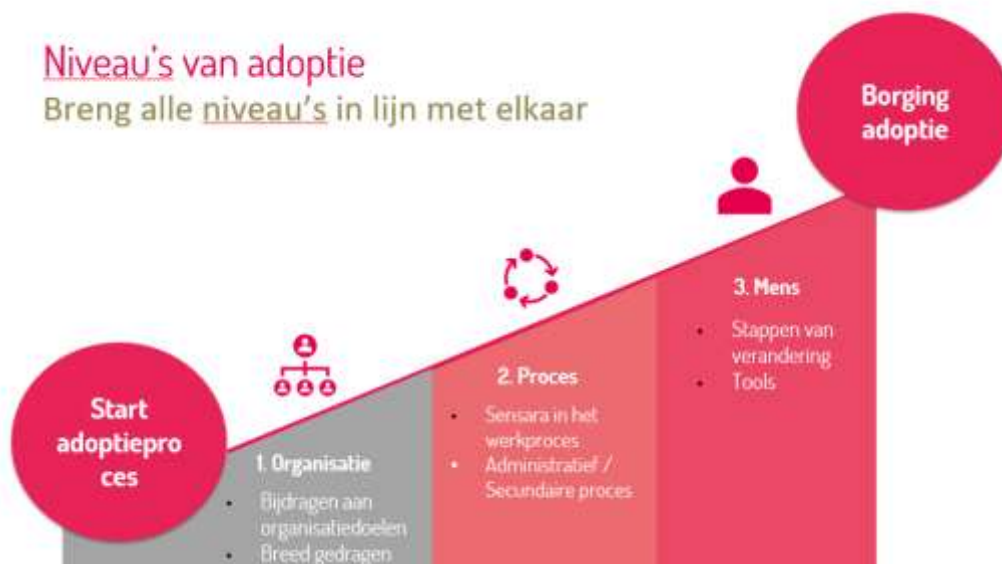 Niveau's van adoptie
Breng alle niveau's in lijn met elkaar
Borging
adoptie
3. Mens
• Stappen van
verandering
• Tools
2. Proces
• Sensara in het
werkproces
• Administratief /
Secundaire proces
Start
adoptiepro
ces
1. Organisatie
• Bijdragen aan
organisatiedoelen
• Breed gedragen